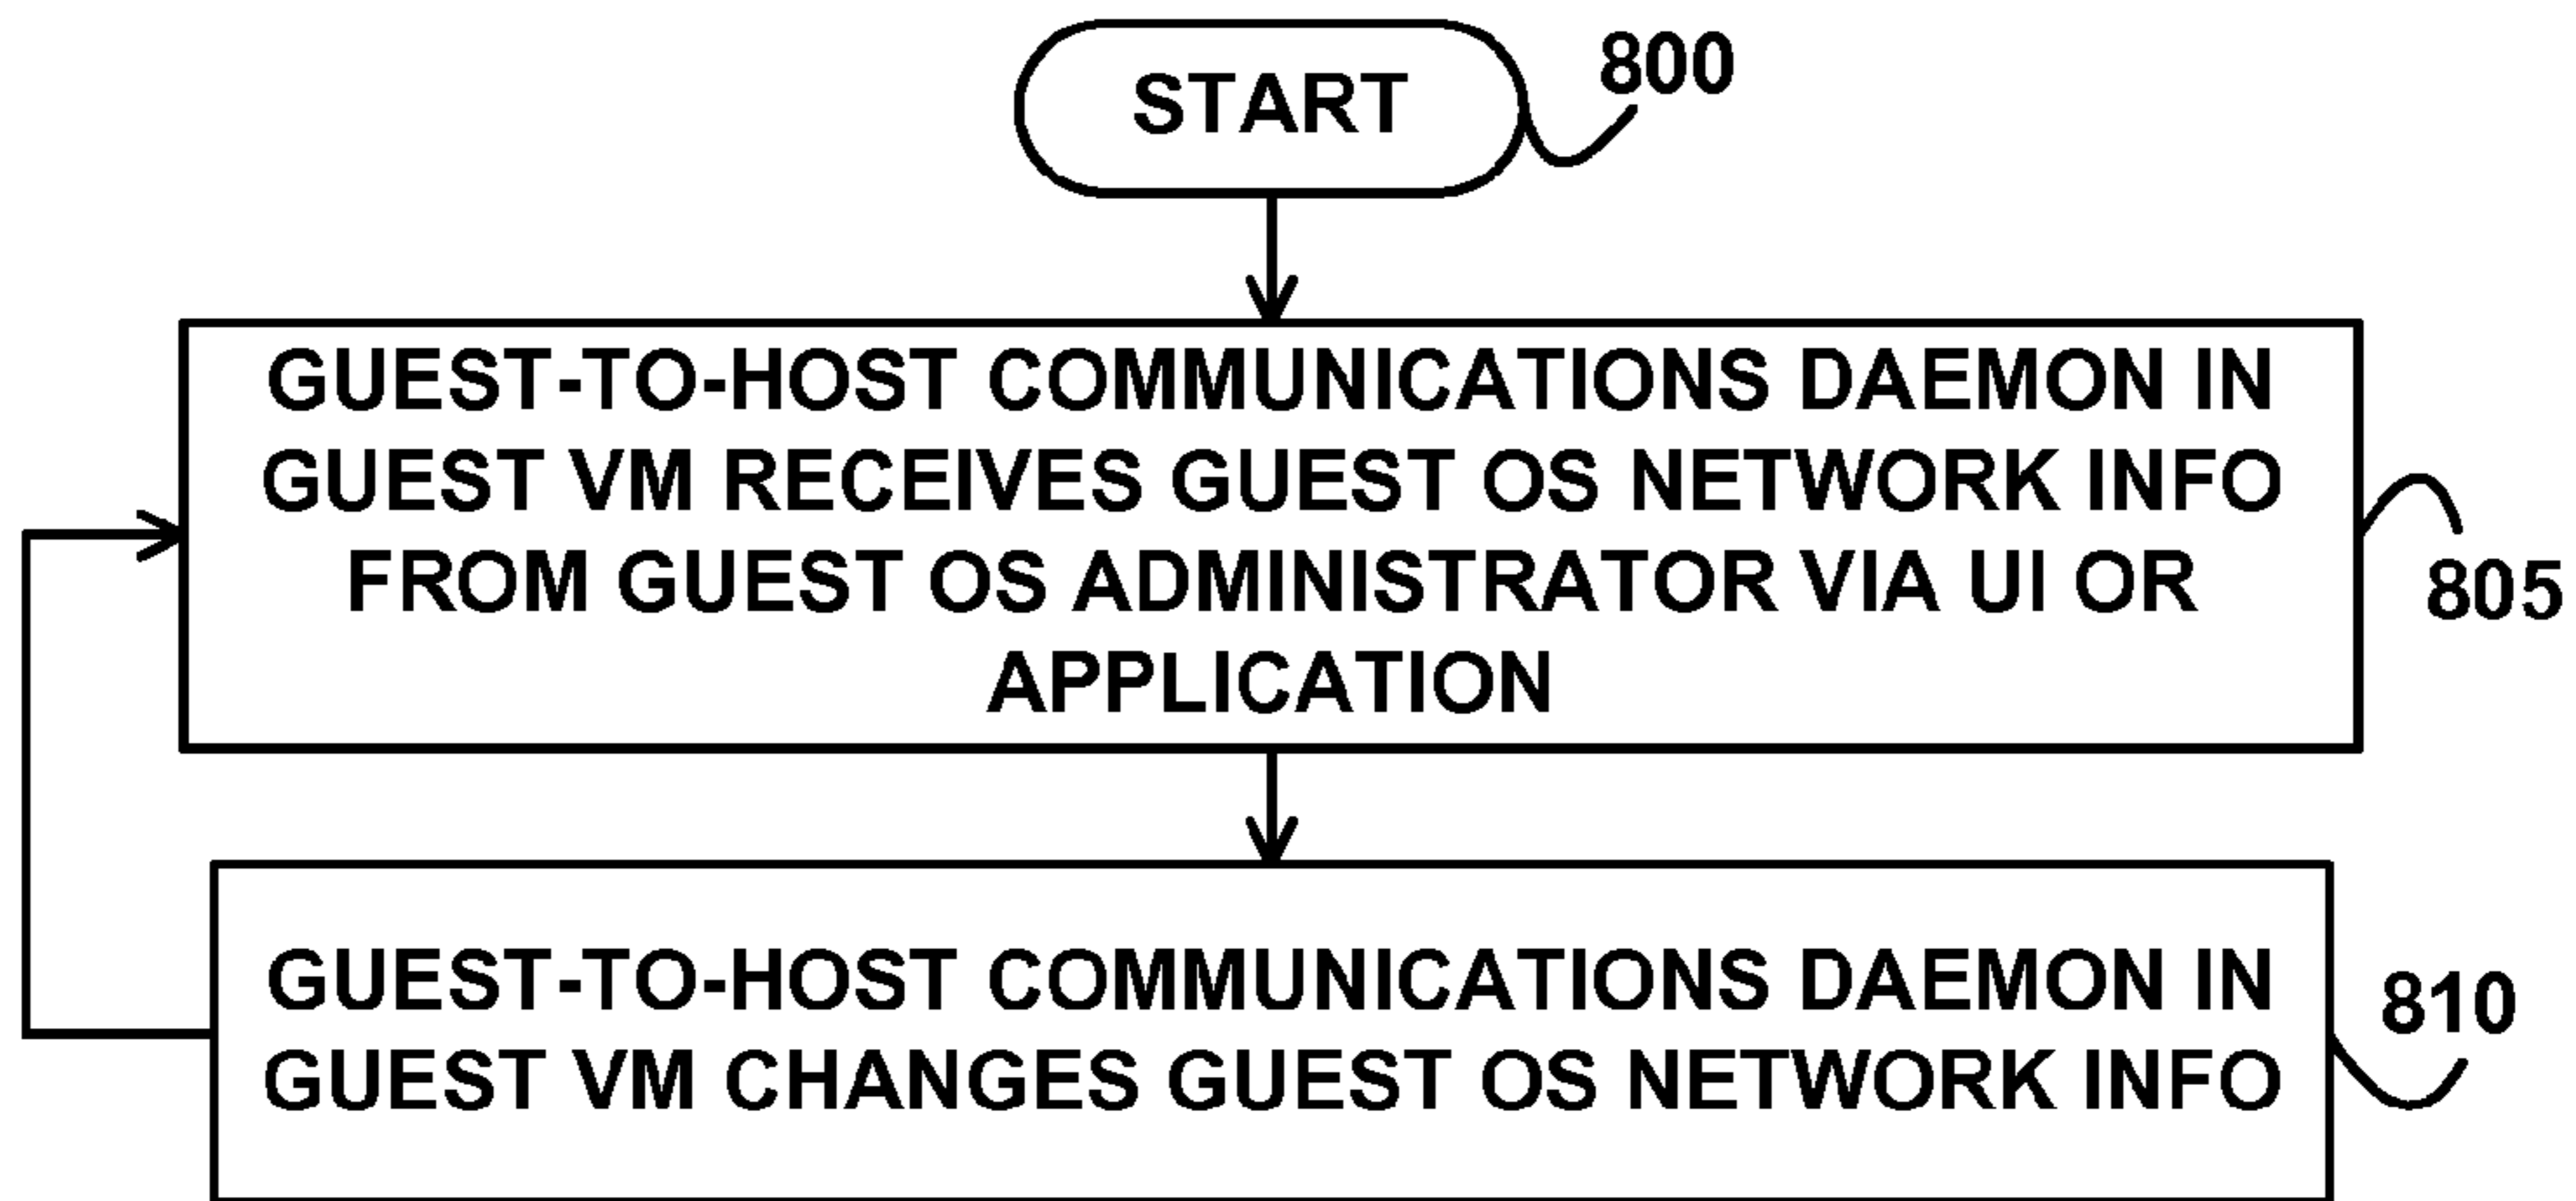 START
800
GUEST-TO-HOST COMMUNICATIONS DAEMON IN
GUEST VM RECEIVES GUEST OS NETWORK INFO
FROM GUEST OS ADMINISTRATOR VIA UI OR
APPLICATION
805
GUEST-TO-HOST COMMUNICATIONS DAEMON IN
GUEST VM CHANGES GUEST OS NETWORK INFO
810